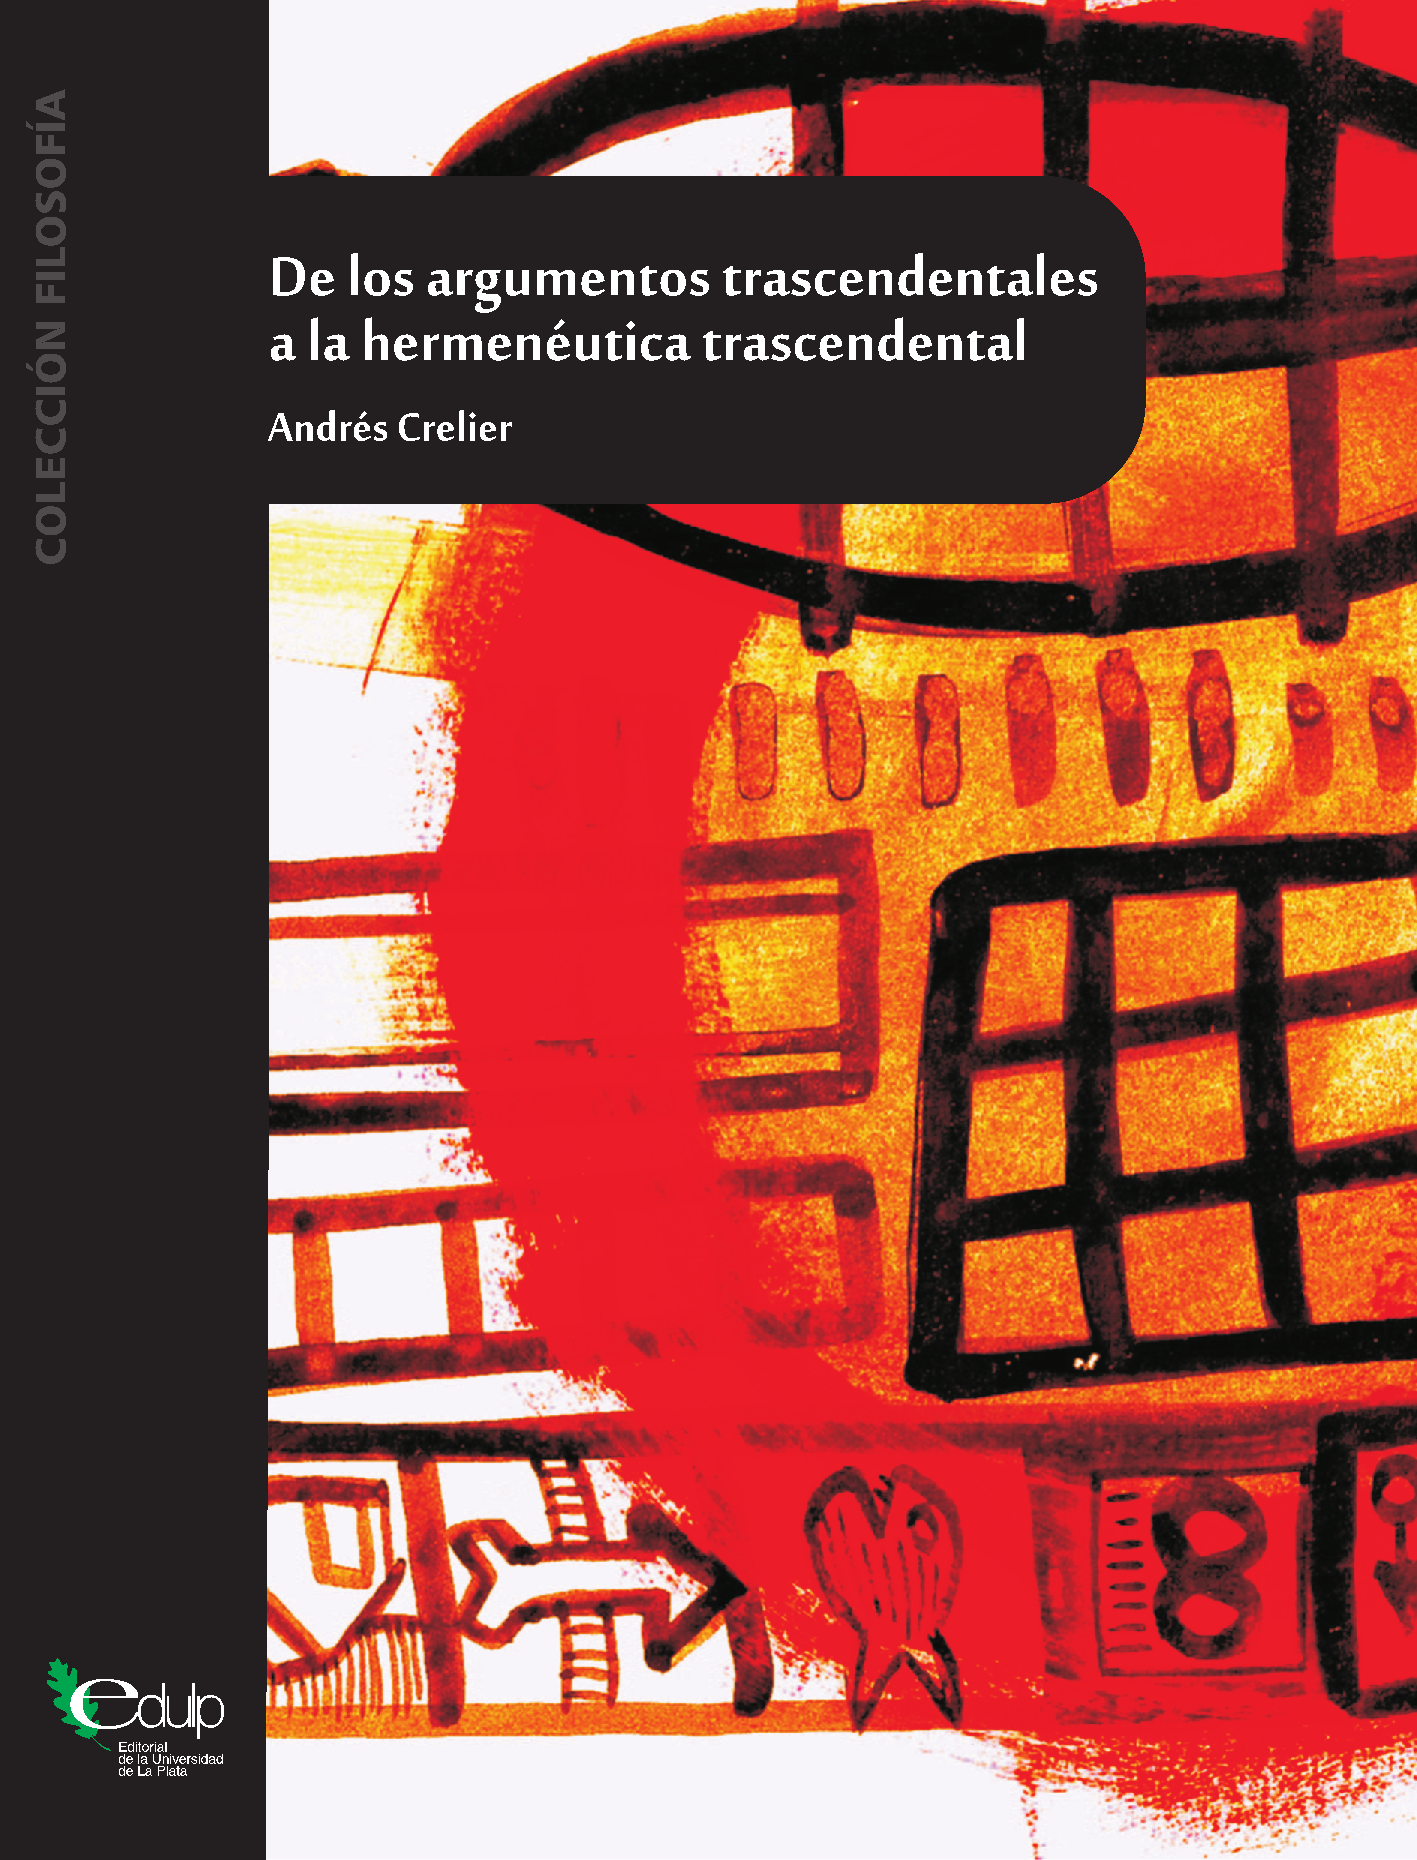 COLECCIÓN FILOSOFÍA
De los argumentos trascendentales
a la hermenéutica trascendental
Andrés Crelier
edulp
Editorial
de la Universidad
de La Plata